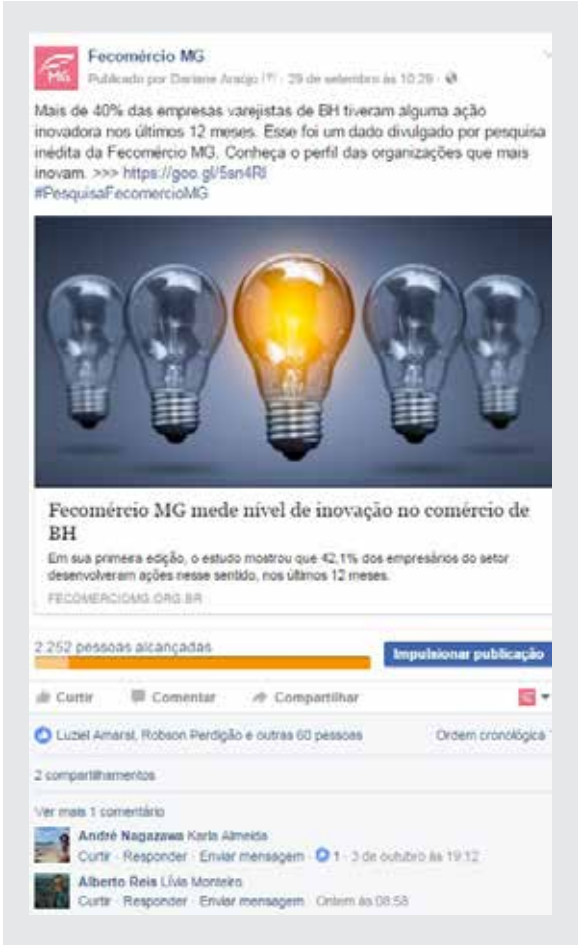 Fecomércio MG
MG
Publicado por Dariane Araújo [?] · 29 de setembro às 10:29 ·
Mais de 40% das empresas varejistas de BH tiveram alguma ação
inovadora nos últimos 12 meses. Esse foi um dado divulgado por pesquisa
inédita da Fecomércio MG. Conheça o perfil das organizações que mais
inovam. >>> https://goo.gl/5sn4RI
#PesquisaFecomercioMG
Fecomércio MG mede nível de inovação no comércio de
BH
Em sua primeira edição, o estudo mostrou que 42,1% dos empresários do setor
desenvolveram ações nesse sentido, nos últimos 12 meses.
FECOMERCIOMG.ORG.BR
2.252 pessoas alcançadas
Impulsionar publicação
Curtir Comentar Compartilhar
Luziel Amaral, Robson Perdigão e outras 60 pessoas Ordem cronológica
2 compartilhamentos
Ver mais 1 comentário
André Nagazawa Karla Almeida
Curtir · Responder · Enviar mensagem · 1 · 3 de outubro às 19:12
Alberto Reis Lívia Monteiro
Curtir · Responder · Enviar mensagem · Ontem às 08:58